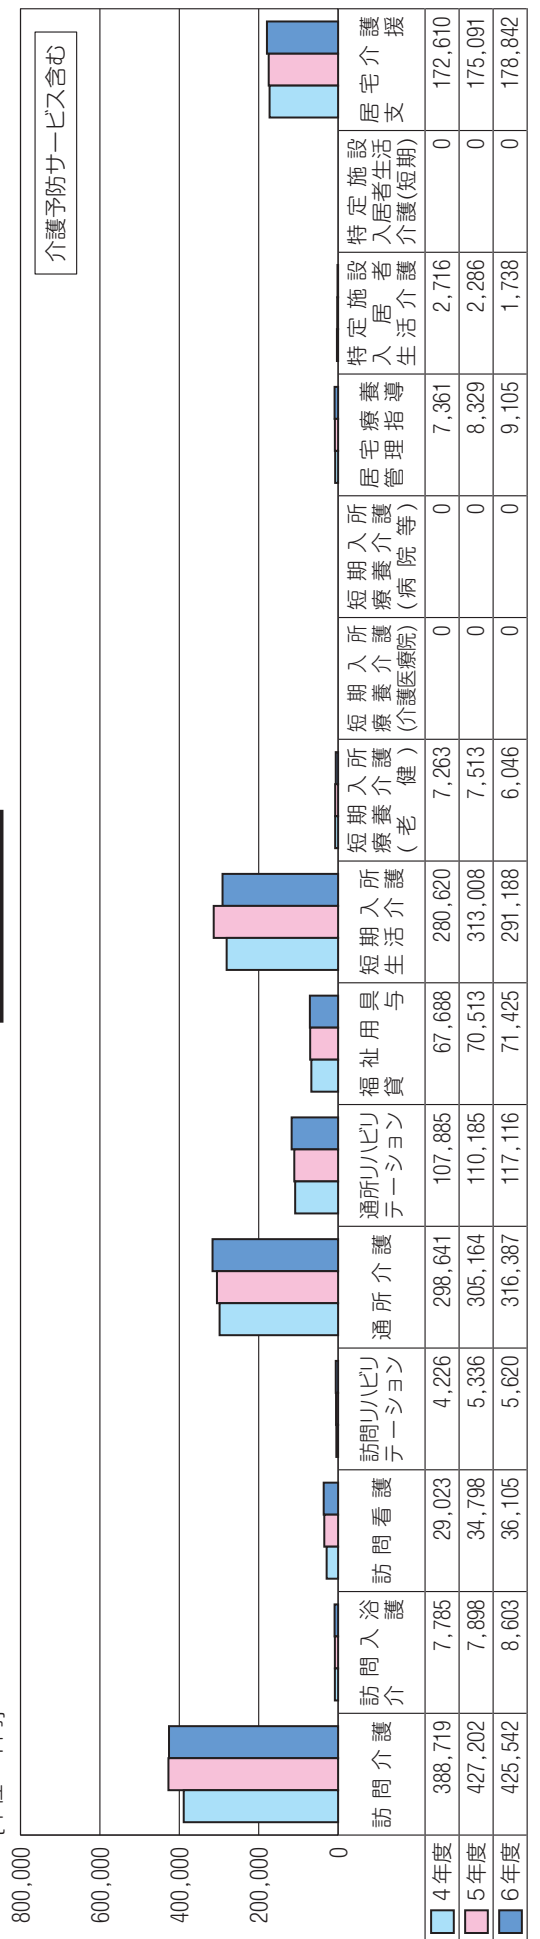 800,000
600,000
400,000
200,000
0
介護予防サービス含む
訪問介護
訪問入浴
介護
訪問看護
訪問リハビリ
テーション
通所介護
通所リハビリ
テーション
福祉用具
貸与
短期入所
生活介護
短期入所
療養介護
(老健)
短期入所
療養介護
(介護医療院)
短期入所
療養介護
(病院等)
居宅療養
管理指導
特定施設
入居者
生活介護
特定施設
入居者生活
介護(短期)
居宅介護
支援
4年度 388,719 7,785 29,023 4,226 298,641 107,885 67,688 280,620 7,263 0 0 7,361 2,716 0 172,610
5年度 427,202 7,898 34,798 5,336 305,164 110,185 70,513 313,008 7,513 0 0 8,329 2,286 0 175,091
6年度 425,542 8,603 36,105 5,620 316,387 117,116 71,425 291,188 6,046 0 0 9,105 1,738 0 178,842